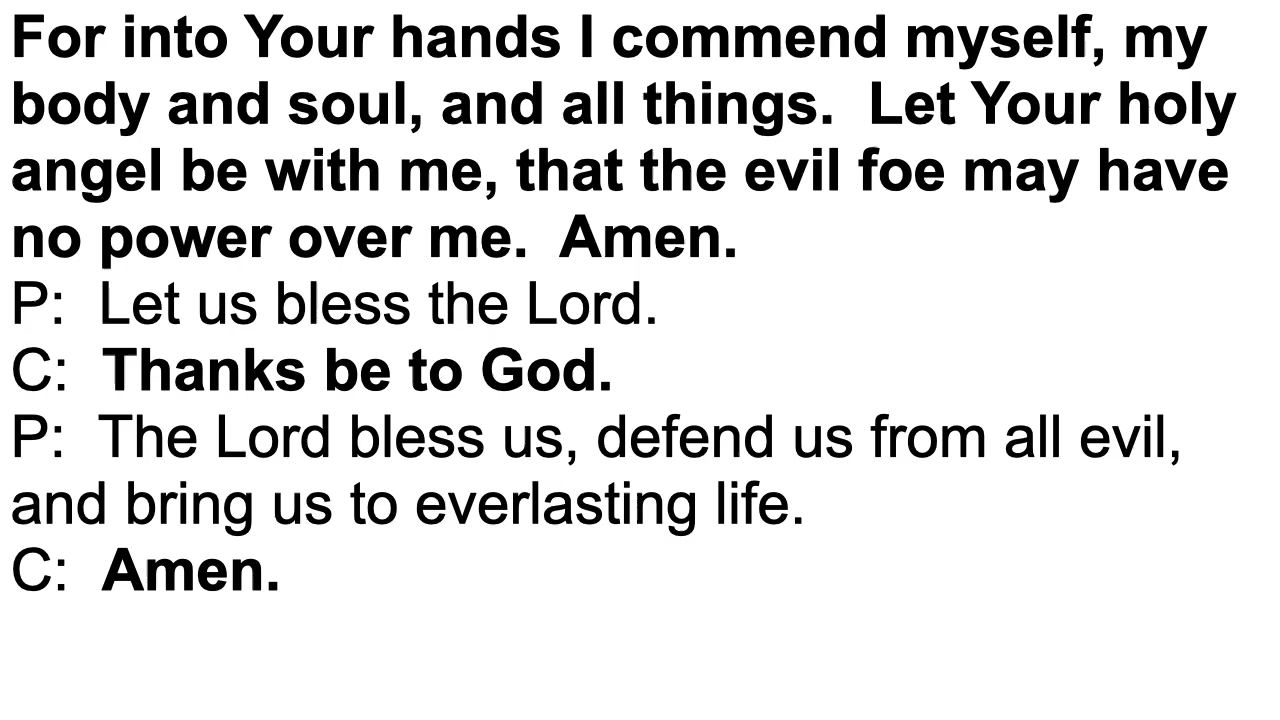 For into Your hands I commend myself, my
body and soul, and all things.  Let Your holy
angel be with me, that the evil foe may have
no power over me.  Amen.
P:  Let us bless the Lord.
C:  Thanks be to God.
P:  The Lord bless us, defend us from all evil,
and bring us to everlasting life.
C:  Amen.